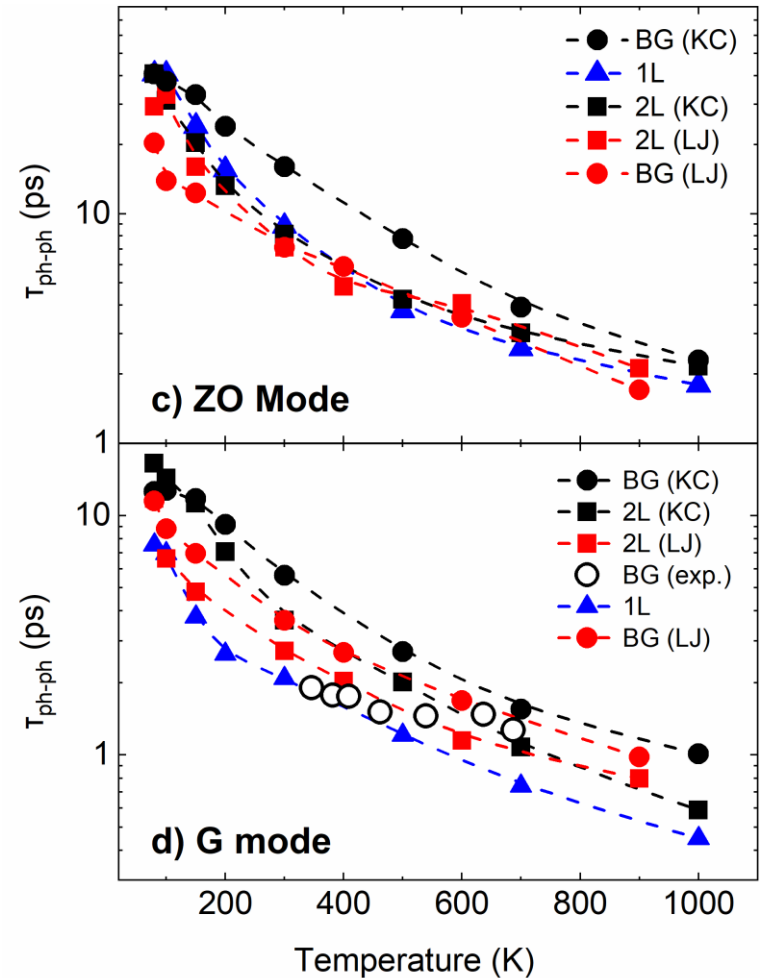 BG (KC)
1L
2L (KC)
2L (LJ)
BG (LJ)
10
τph-ph (ps)
c) ZO Mode
1
BG (KC)
2L (KC)
2L (LJ)
BG (exp.)
1L
BG (LJ)
10
τph-ph (ps)
1
d) G mode
200 400 600 800 1000
Temperature (K)